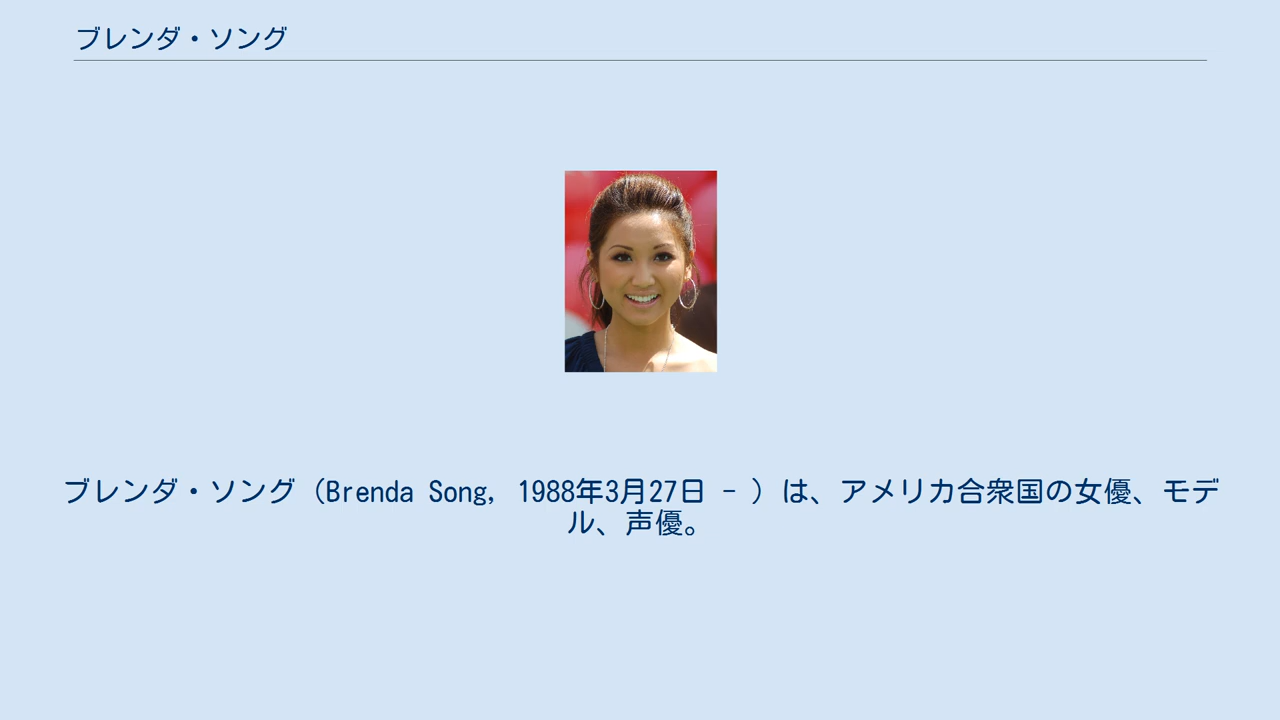 ブレンダ・ソング
ブレンダ・ソング（Brenda Song, 1988年3月27日 - ）は、アメリカ合衆国の女優、モデ
ル、声優。